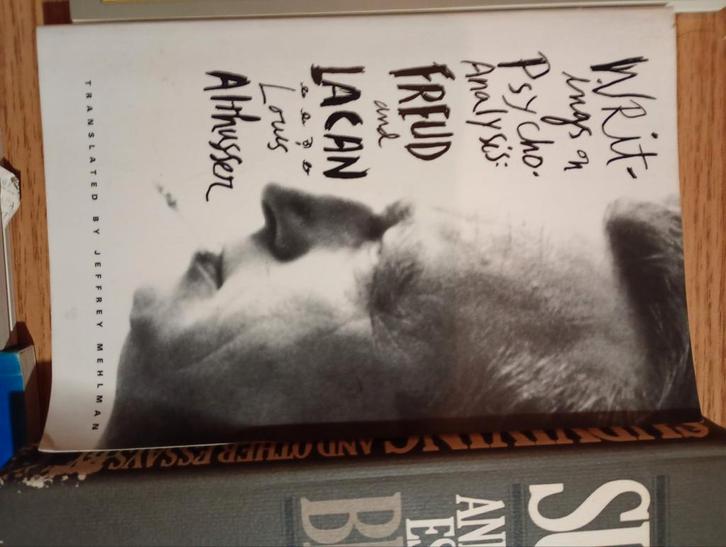 Writ-
ings on
Psycho-
Analysis:
FREUD
and
LACAN
Louis
Althusser
TRANSLATED BY JEFFREY MEHLMAN
AND OTHER ESSAYS